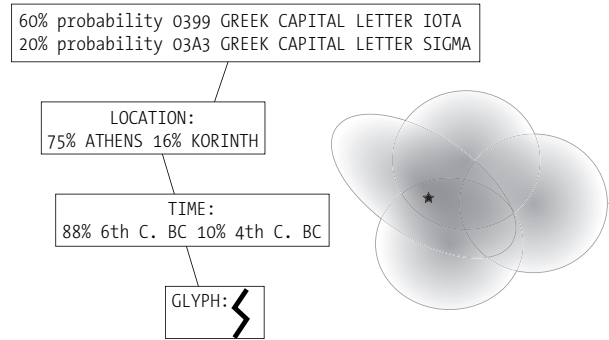 60% probability 0399 GREEK CAPITAL LETTER IOTA
20% probability 03A3 GREEK CAPITAL LETTER SIGMA
LOCATION:
75% ATHENS 16% KORINTH
TIME:
88% 6th C. BC 10% 4th C. BC
GLYPH: